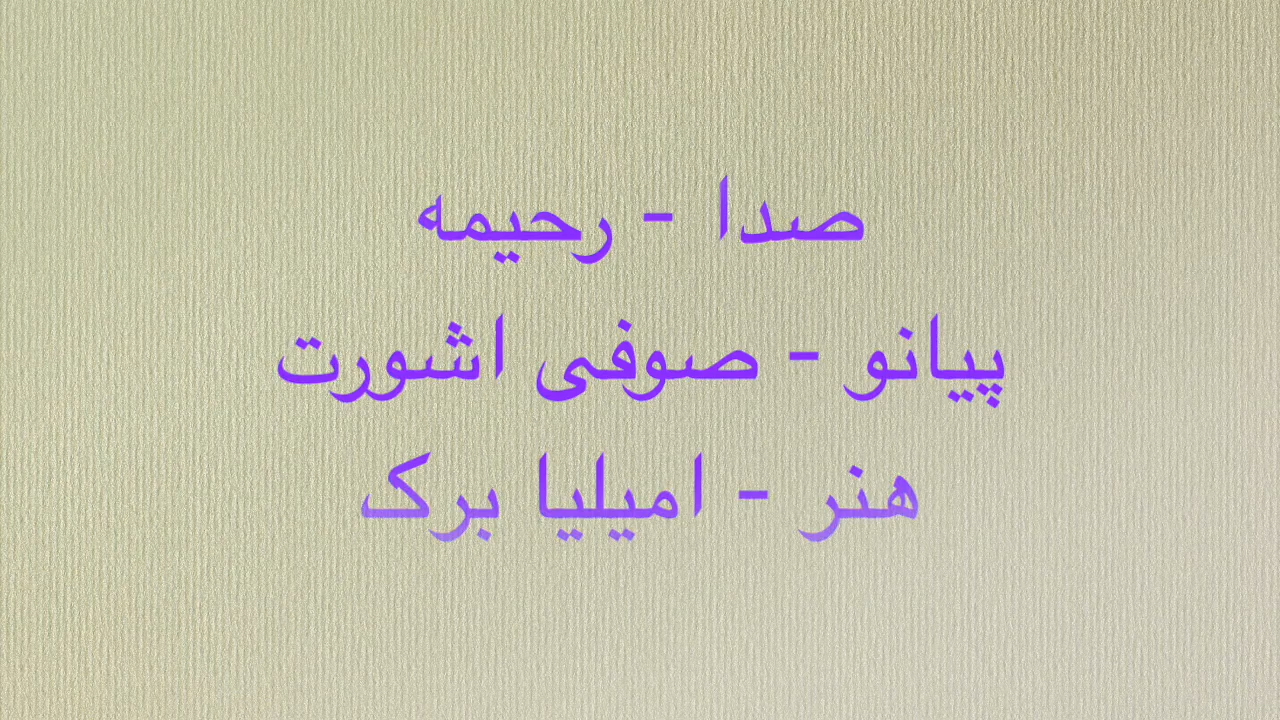 صدا - رحیمه
پیانو - صوفی اشورت
هنر - امیلیا برک